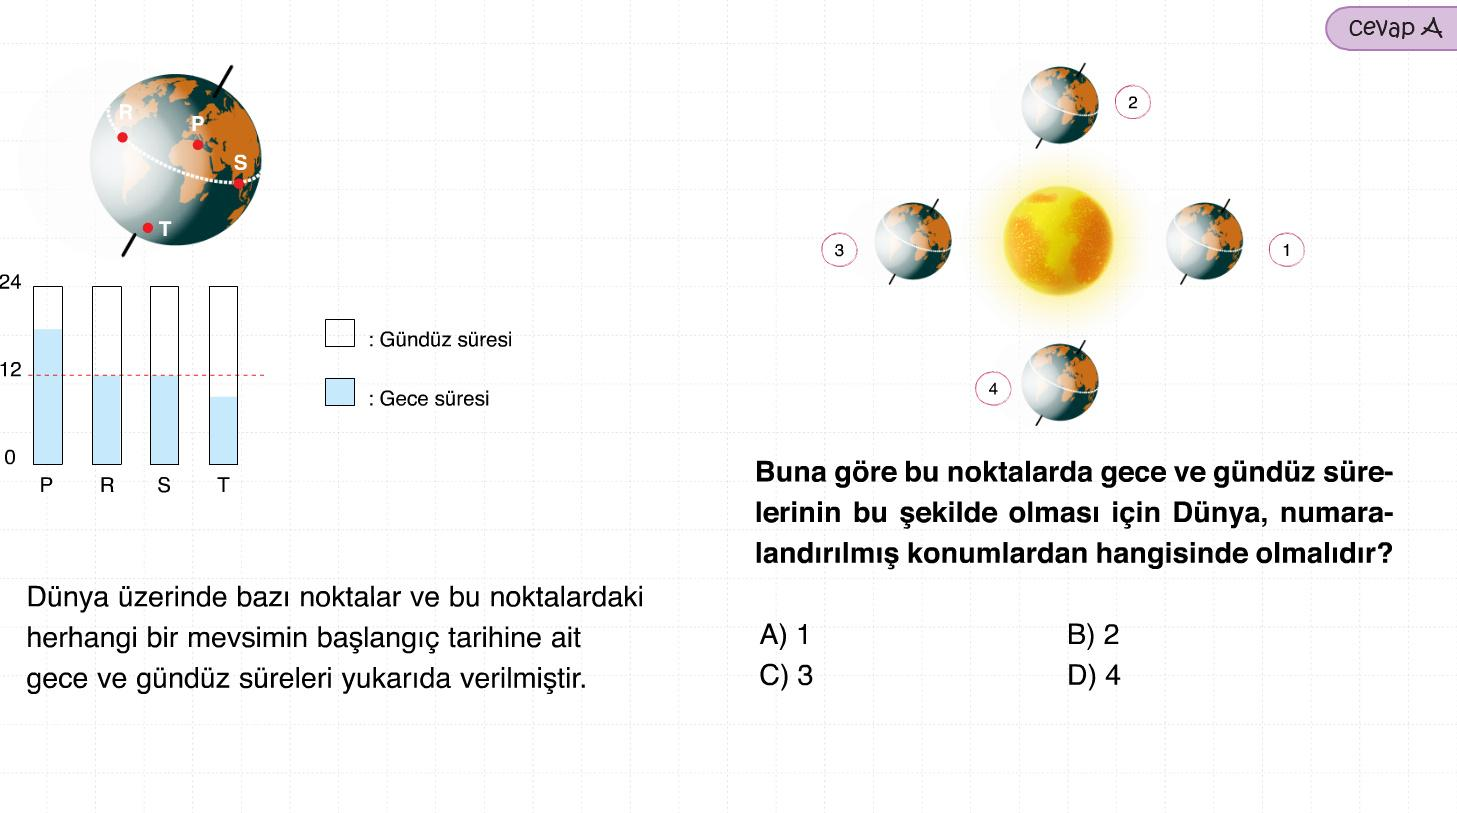 Cevap A
R
P
S
T
24
12
0
P R S T
: Gündüz süresi
: Gece süresi
Dünya üzerinde bazı noktalar ve bu noktalardaki
herhangi bir mevsimin başlangıç tarihine ait
gece ve gündüz süreleri yukarıda verilmiştir.
2
3
1
4
Buna göre bu noktalarda gece ve gündüz süre-
lerinin bu şekilde olması için Dünya, numara-
landırılmış konumlardan hangisinde olmalıdır?
A) 1 B) 2
C) 3 D) 4